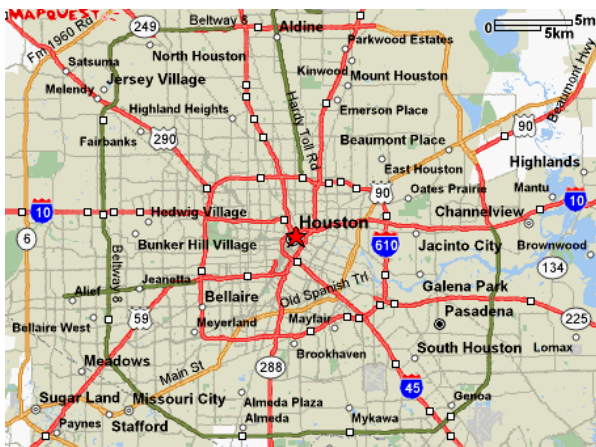 MAPQUEST
249
Beltway 8
Aldine
5m
0
5km
Fm 1960 Rd
Parkwood Estates
North Houston
Satsuma
Kinwood
Jersey Village
Mount Houston
Melendy
Hardy Toll Rd
Beaumont Hwy
Highland Heights
Emerson Place
90
Fairbanks
290
Beaumont Place
East Houston
Highlands
90
Oates Prairie
Mantu
10
Hedwig Village
Houston
Channelview
10
6
Bunker Hill Village
610
Jacinto City
Brownwood
Beltway 8
134
Jeanetta
Old Spanish Trl
Galena Park
Alief
Bellaire
Pasadena
Bellaire West
59
Mayfair
225
Meyerland
Lomax
Brookhaven
South Houston
Meadows
Main St
288
45
Sugar Land
Missouri City
Almeda Plaza
Genoa
Paynes
Stafford
Almeda
Mykawa